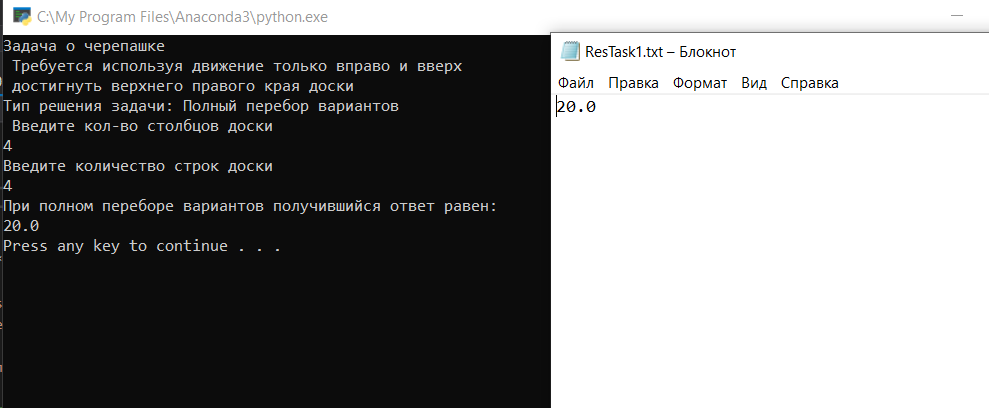 C:\My Program Files\Anaconda3\python.exe
Задача о черепашке
Требуется используя движение только вправо и вверх
достигнуть верхнего правого края доски
Тип решения задачи: Полный перебор вариантов
Введите кол-во столбцов доски
4
Введите количество строк доски
4
При полном переборе вариантов получившийся ответ равен:
20.0
Press any key to continue . . .
ResTask1.txt – Блокнот
Файл Правка Формат Вид Справка
20.0